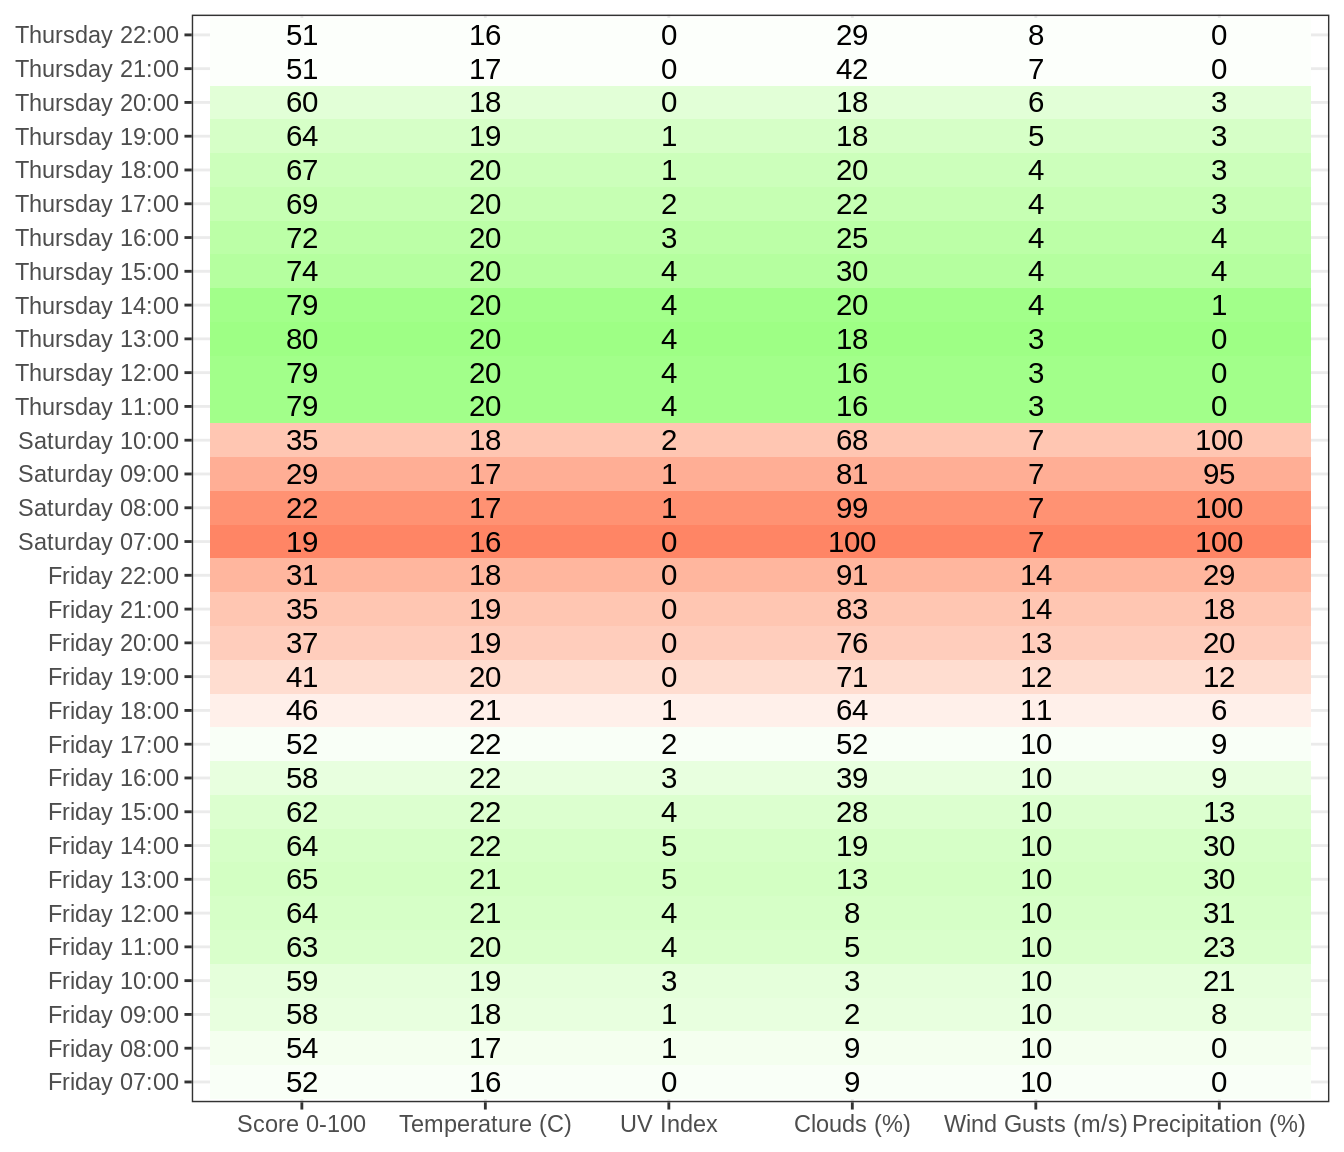 Thursday 22:00 51 16 0 29 8 0
Thursday 21:00 51 17 0 42 7 0
Thursday 20:00 60 18 0 18 6 3
Thursday 19:00 64 19 1 18 5 3
Thursday 18:00 67 20 1 20 4 3
Thursday 17:00 69 20 2 22 4 3
Thursday 16:00 72 20 3 25 4 4
Thursday 15:00 74 20 4 30 4 4
Thursday 14:00 79 20 4 20 4 1
Thursday 13:00 80 20 4 18 3 0
Thursday 12:00 79 20 4 16 3 0
Thursday 11:00 79 20 4 16 3 0
Saturday 10:00 35 18 2 68 7 100
Saturday 09:00 29 17 1 81 7 95
Saturday 08:00 22 17 1 99 7 100
Saturday 07:00 19 16 0 100 7 100
Friday 22:00 31 18 0 91 14 29
Friday 21:00 35 19 0 83 14 18
Friday 20:00 37 19 0 76 13 20
Friday 19:00 41 20 0 71 12 12
Friday 18:00 46 21 1 64 11 6
Friday 17:00 52 22 2 52 10 9
Friday 16:00 58 22 3 39 10 9
Friday 15:00 62 22 4 28 10 13
Friday 14:00 64 22 5 19 10 30
Friday 13:00 65 21 5 13 10 30
Friday 12:00 64 21 4 8 10 31
Friday 11:00 63 20 4 5 10 23
Friday 10:00 59 19 3 3 10 21
Friday 09:00 58 18 1 2 10 8
Friday 08:00 54 17 1 9 10 0
Friday 07:00 52 16 0 9 10 0
Score 0-100 Temperature (C) UV Index Clouds (%) Wind Gusts (m/s) Precipitation (%)